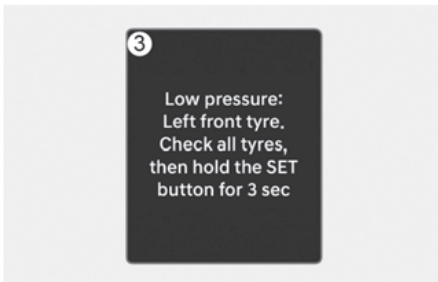 3
Low pressure:
Left front tyre.
Check all tyres,
then hold the SET
button for 3 sec